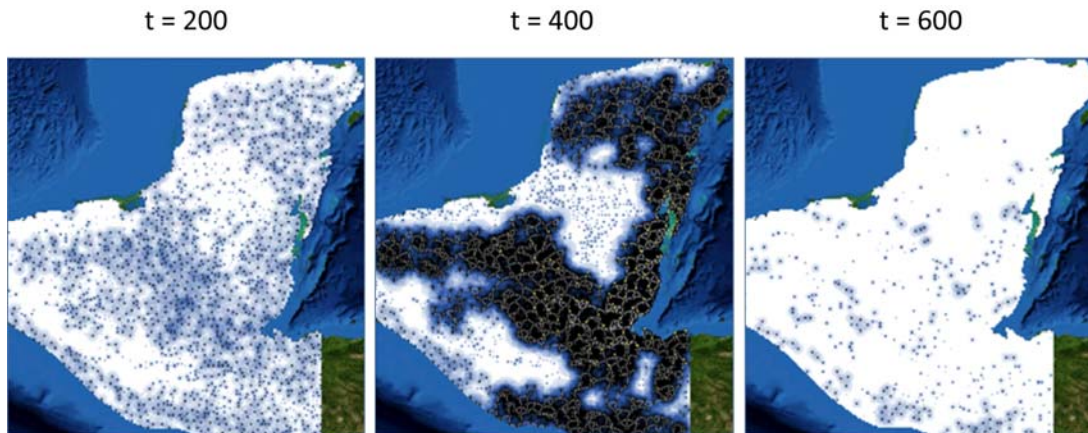 t = 200
t = 400
t = 600